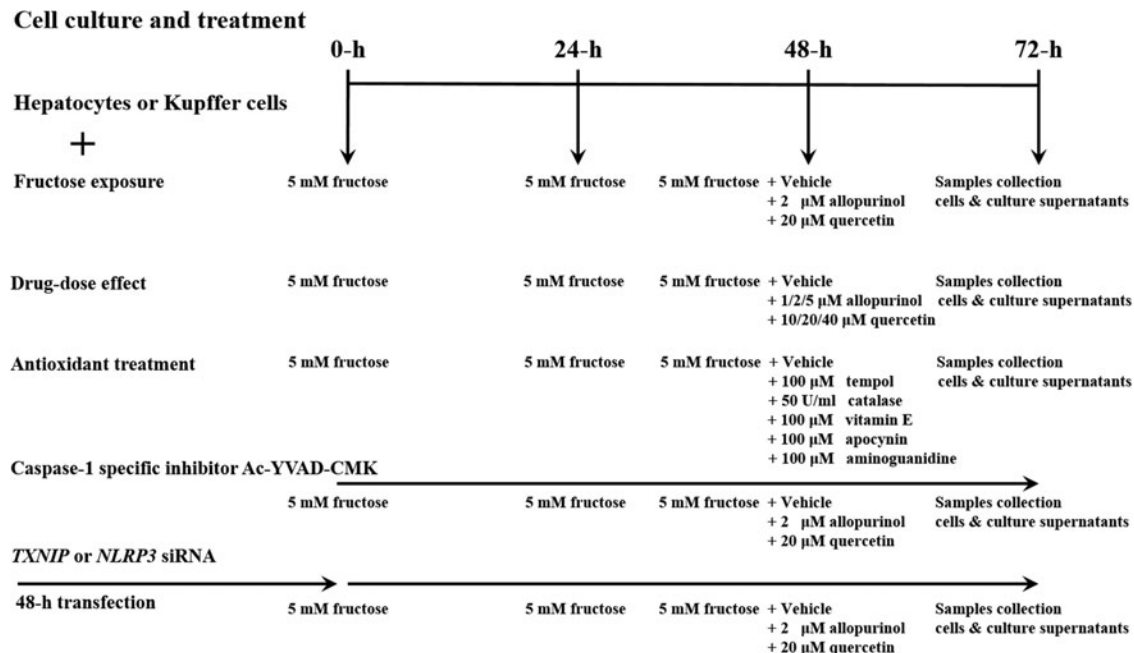 Cell culture and treatment
0-h 24-h 48-h 72-h
Hepatocytes or Kupffer cells
+
Fructose exposure 5 mM fructose 5 mM fructose 5 mM fructose + Vehicle Samples collection
+ 2 μM allopurinol cells & culture supernatants
+ 20 μM quercetin
Drug-dose effect 5 mM fructose 5 mM fructose 5 mM fructose + Vehicle Samples collection
+ 1/2/5 μM allopurinol cells & culture supernatants
+ 10/20/40 μM quercetin
Antioxidant treatment 5 mM fructose 5 mM fructose 5 mM fructose + Vehicle Samples collection
+ 100 μM tempol cells & culture supernatants
+ 50 U/ml catalase
+ 100 μM vitamin E
+ 100 μM apocynin
+ 100 μM aminoguanidine
Caspase-1 specific inhibitor Ac-YVAD-CMK
5 mM fructose 5 mM fructose 5 mM fructose + Vehicle Samples collection
+ 2 μM allopurinol cells & culture supernatants
+ 20 μM quercetin
TXNIP or NLRP3 siRNA
48-h transfection 5 mM fructose 5 mM fructose 5 mM fructose + Vehicle Samples collection
+ 2 μM allopurinol cells & culture supernatants
+ 20 μM quercetin